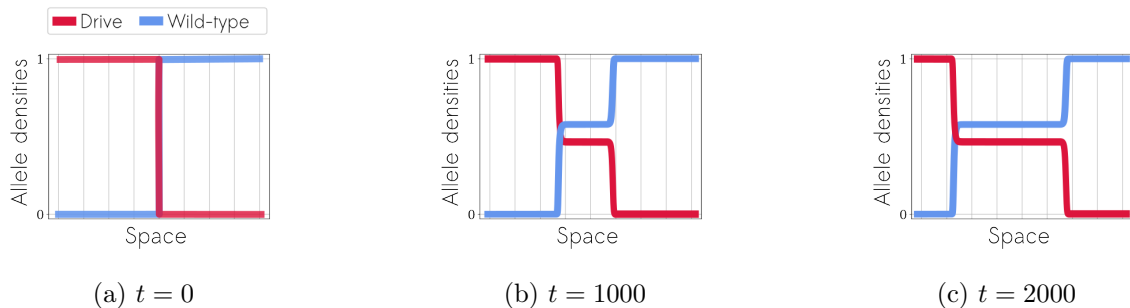 Drive Wild-type
1
Allele densities
0
Space
(a) t = 0
1
Allele densities
0
Space
(b) t = 1000
1
Allele densities
0
Space
(c) t = 2000